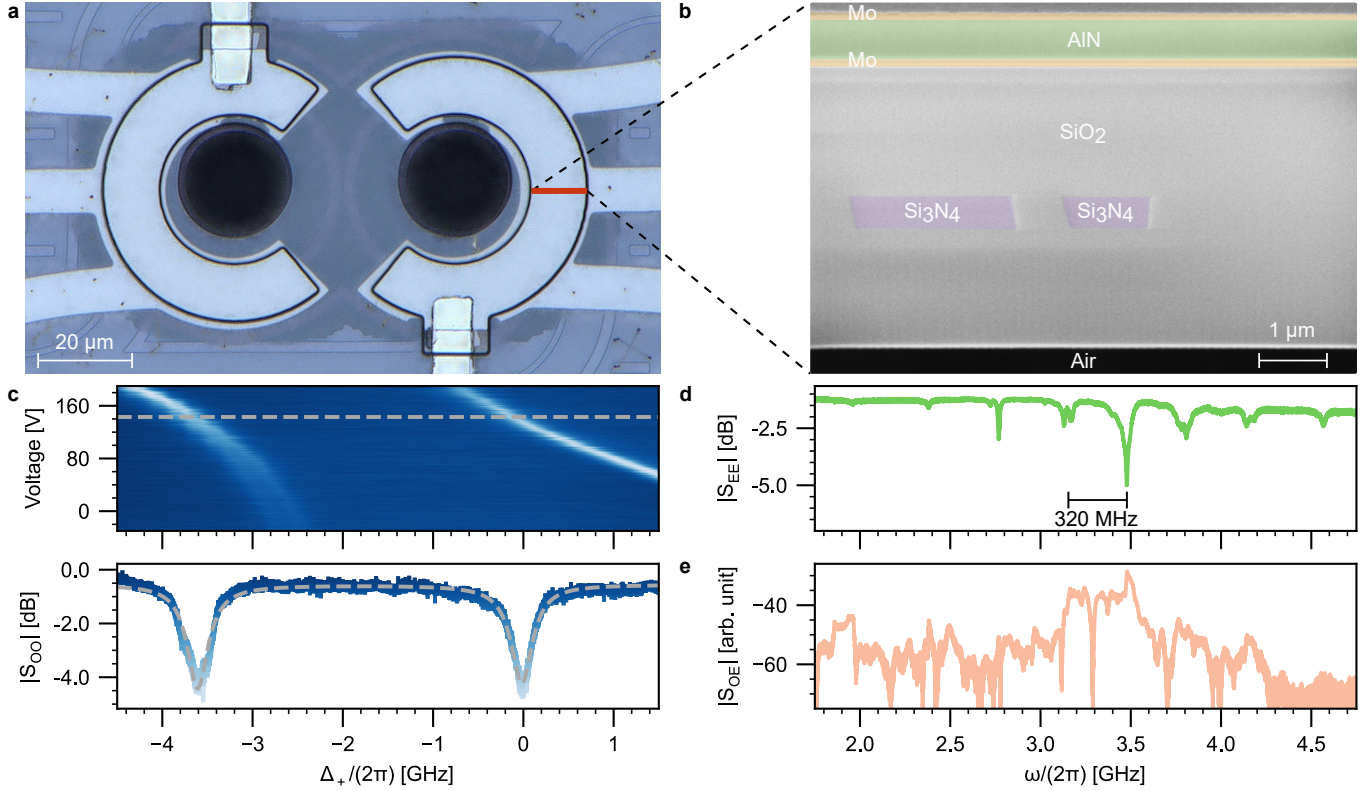 a
20 μm
b
Mo
AlN
Mo
SiO2
Si3N4 Si3N4
1 μm
Air
c
Voltage [V]
160
80
0
|SOO| [dB]
0.0
−2.0
−4.0
−4 −3 −2 −1 0 1
Δ+/(2π) [GHz]
d
|SEE| [dB]
−2.5
−5.0
320 MHz
e
|SOE| [arb. unit]
−40
−60
2.0 2.5 3.0 3.5 4.0 4.5
ω/(2π) [GHz]